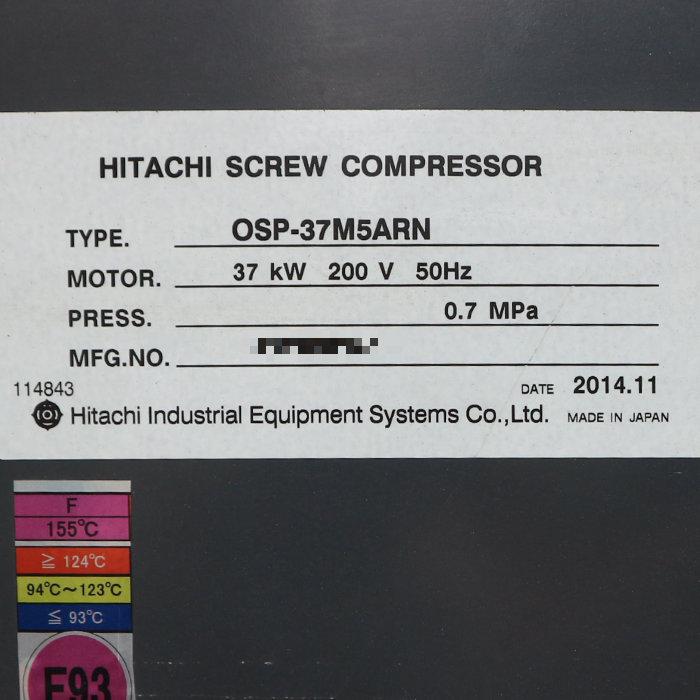 HITACHI SCREW COMPRESSOR
TYPE. OSP-37M5ARN
MOTOR. 37 kW 200 V 50Hz
PRESS. 0.7 MPa
MFG.NO.
114843 DATE 2014.11
Hitachi Industrial Equipment Systems Co.,Ltd. MADE IN JAPAN
F
155℃
≧ 124℃
94℃～123℃
≦ 93℃
F93